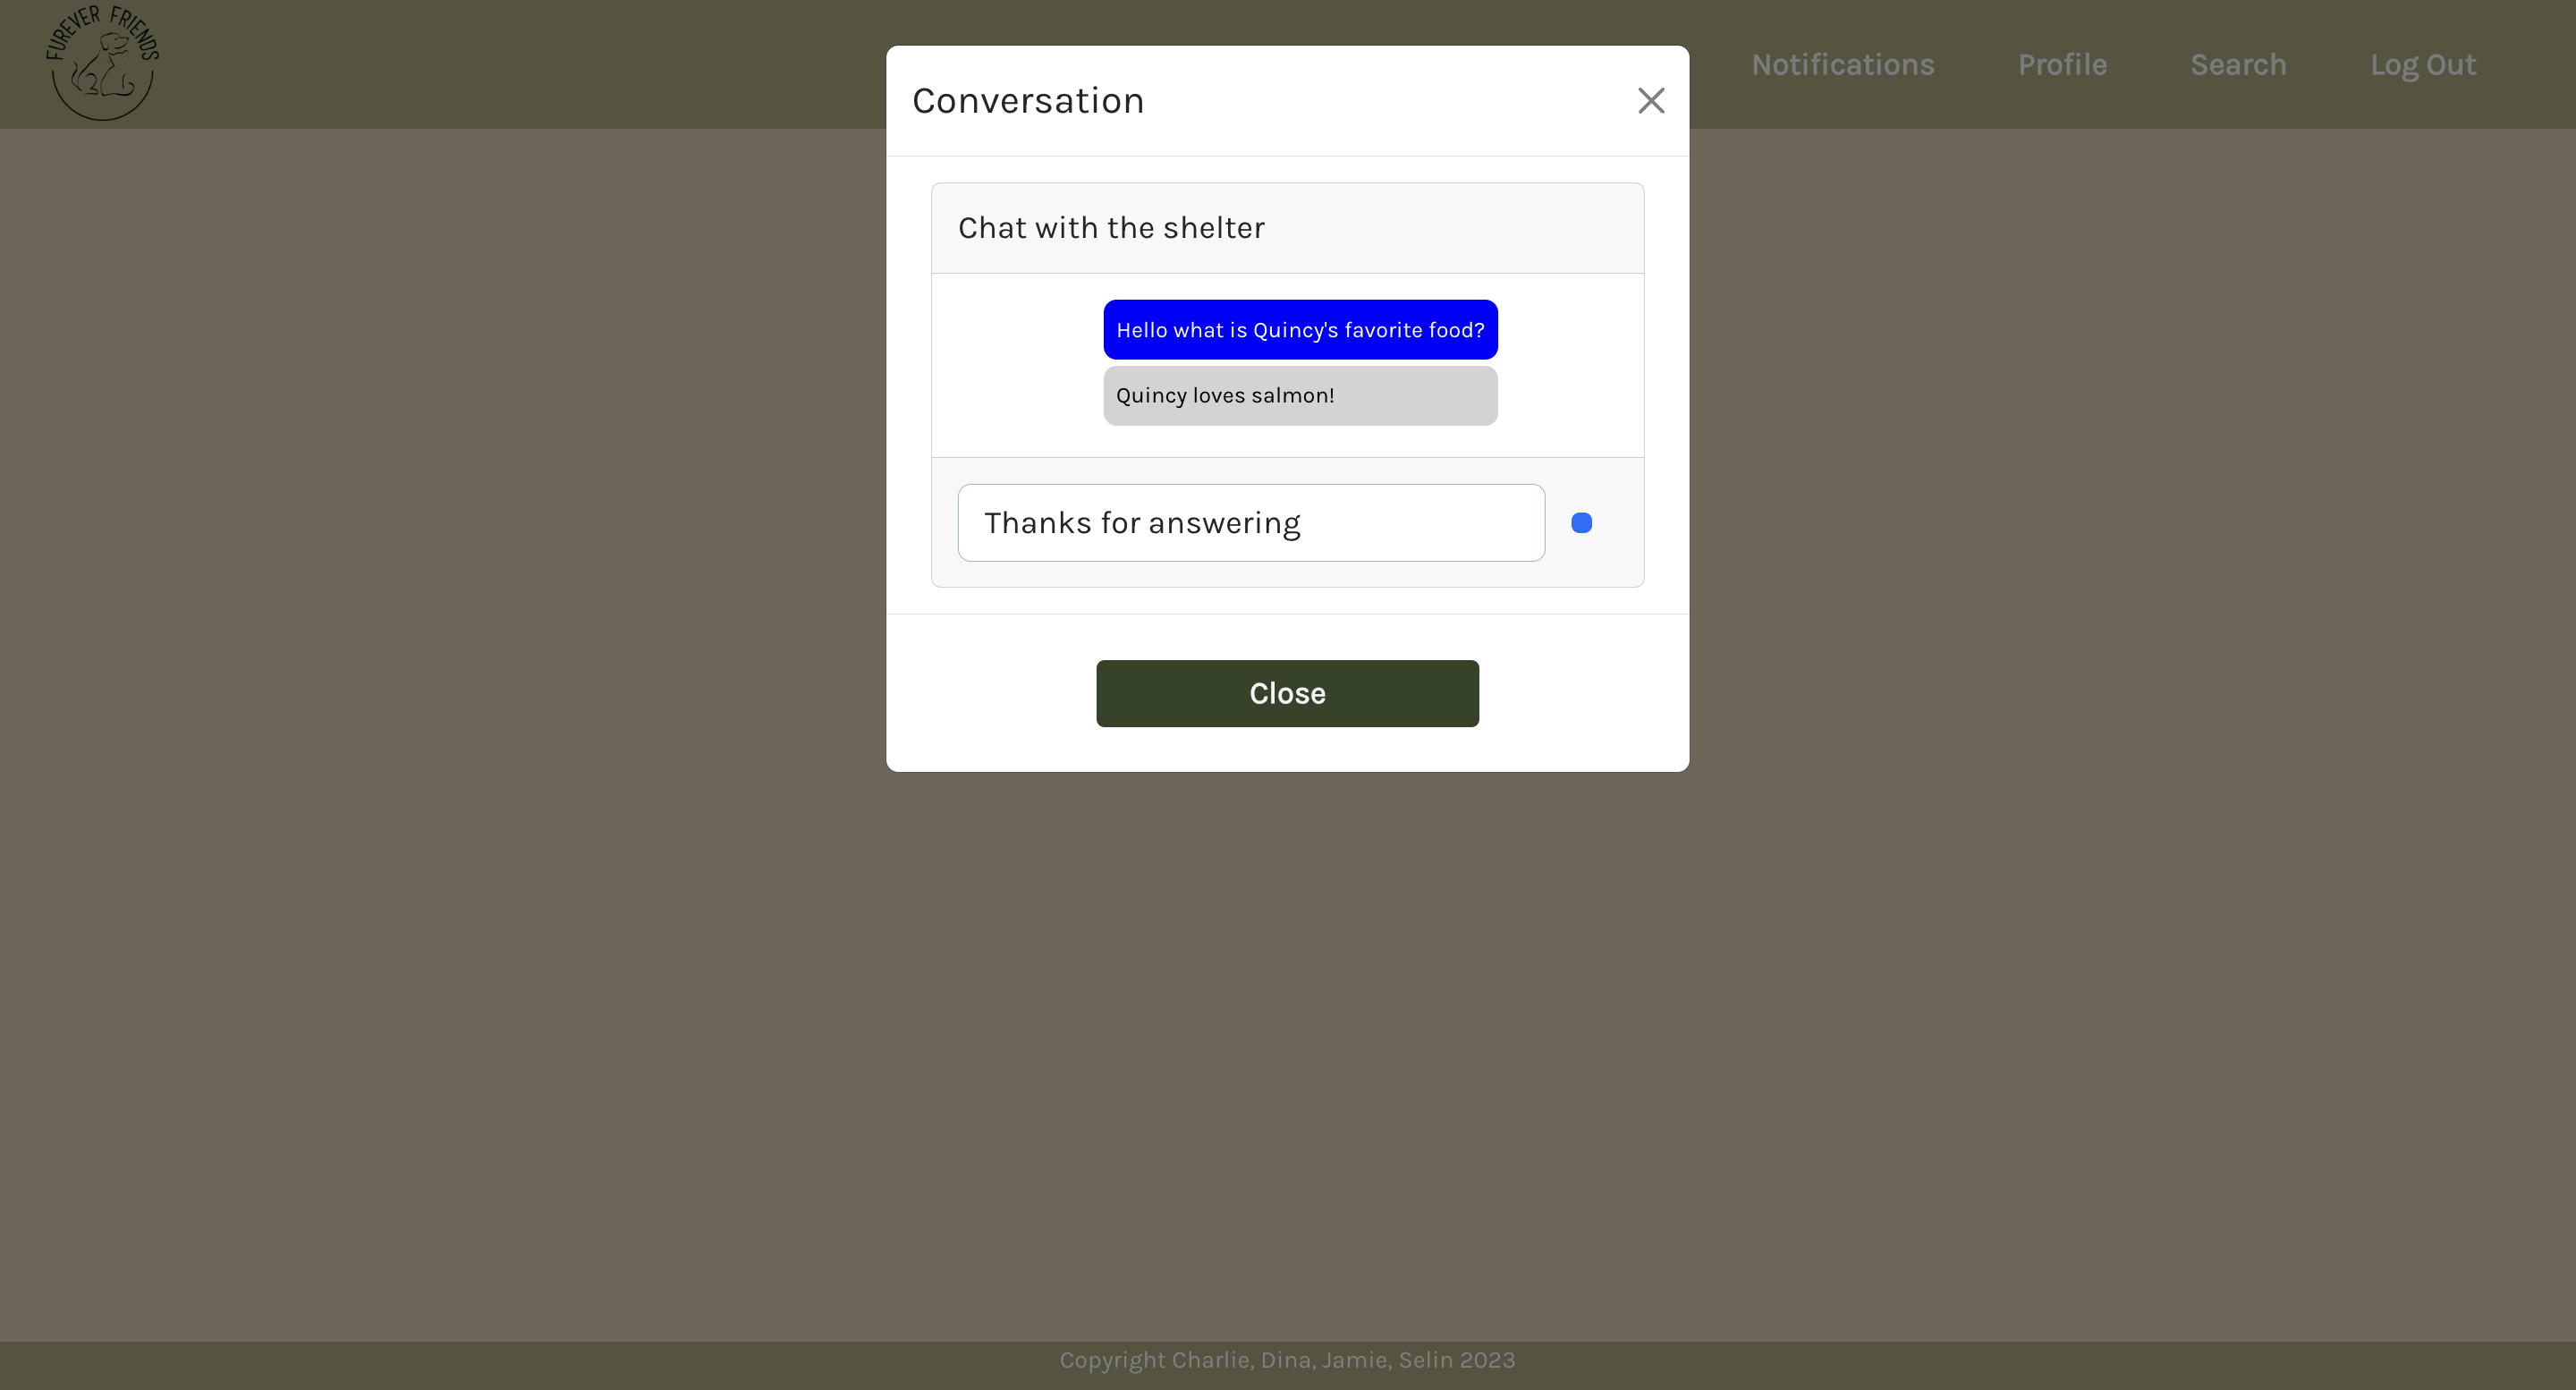 FUREVER FRIENDS
Notifications
Profile
Search
Log Out
Conversation
Chat with the shelter
Hello what is Quincy's favorite food?
Quincy loves salmon!
Thanks for answering
Close
Copyright Charlie, Dina, Jamie, Selin 2023